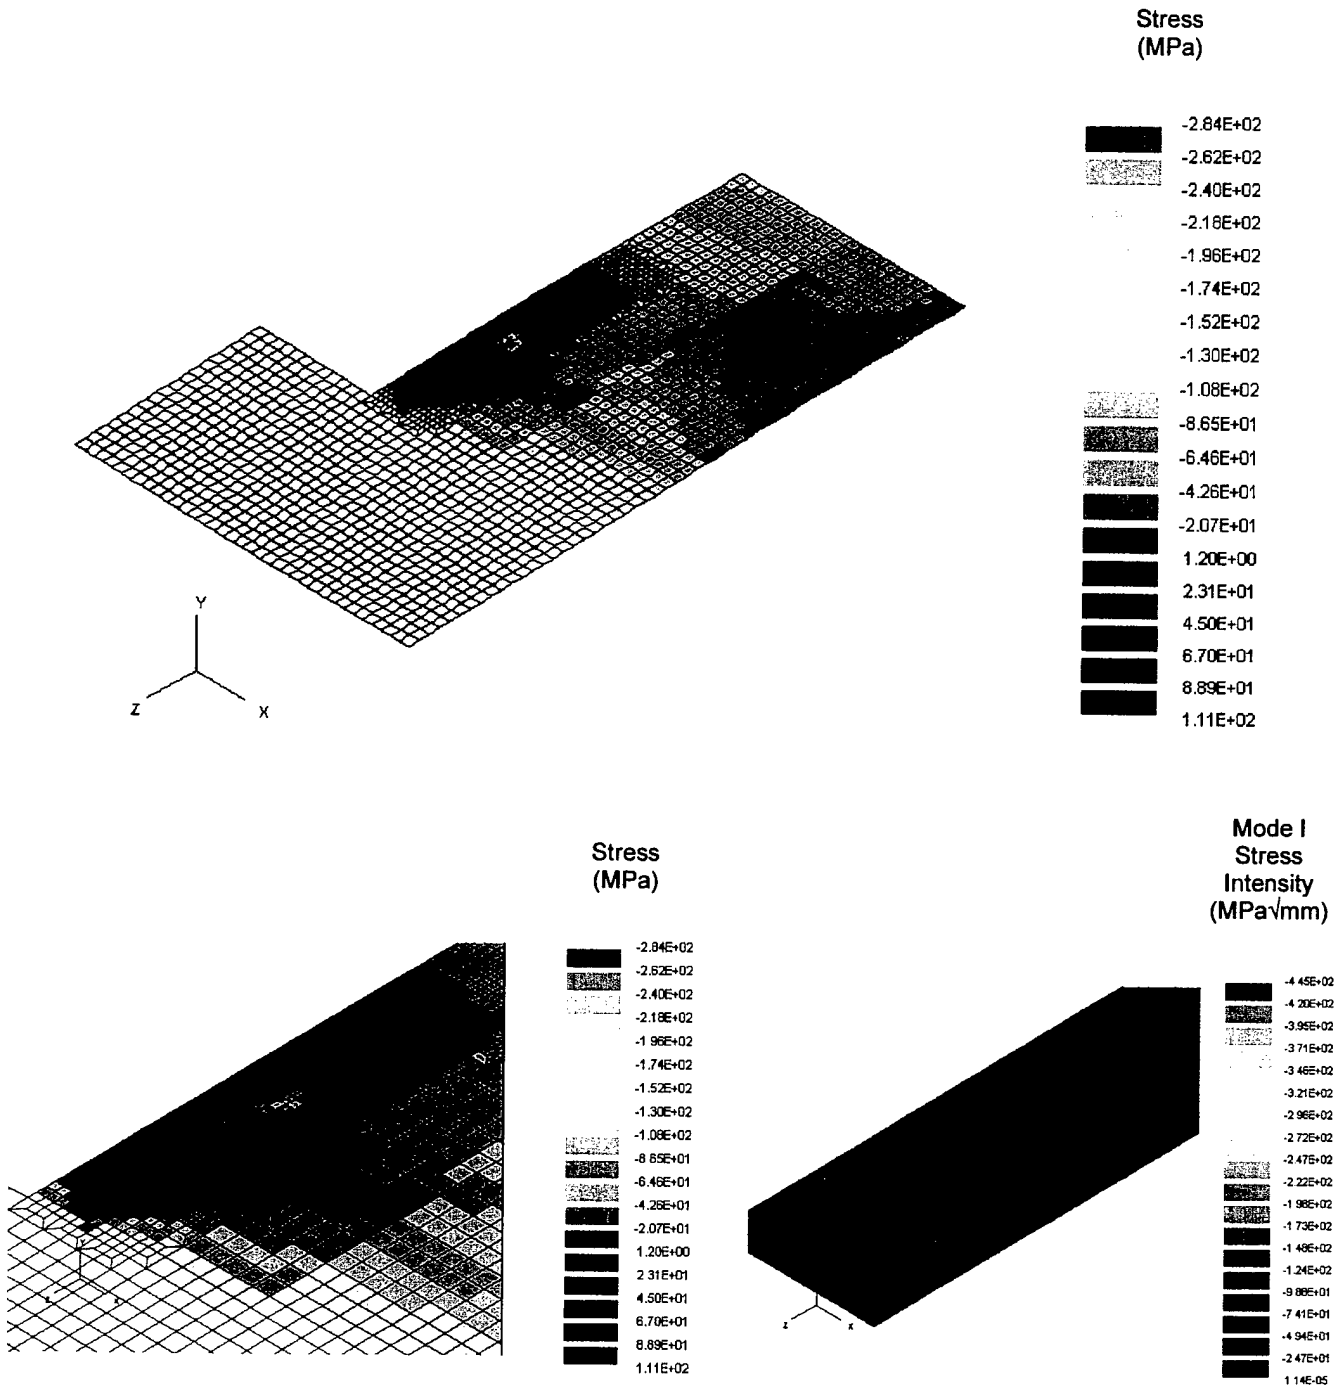 Stress
(MPa)
-2.84E+02
-2.62E+02
-2.40E+02
-2.18E+02
-1.96E+02
-1.74E+02
-1.52E+02
-1.30E+02
-1.08E+02
-8.65E+01
-6.46E+01
-4.26E+01
-2.07E+01
1.20E+00
2.31E+01
4.50E+01
6.70E+01
8.89E+01
1.11E+02
Y
Z
X
Stress
(MPa)
-2.84E+02
-2.62E+02
-2.40E+02
-2.18E+02
-1.96E+02
-1.74E+02
-1.52E+02
-1.30E+02
-1.08E+02
-8.65E+01
-6.46E+01
-4.26E+01
-2.07E+01
1.20E+00
2.31E+01
4.50E+01
6.70E+01
8.89E+01
1.11E+02
Y
z
x
Mode I
Stress
Intensity
(MPa√mm)
-4.45E+02
-4.20E+02
-3.95E+02
-3.71E+02
-3.46E+02
-3.21E+02
-2.96E+02
-2.72E+02
-2.47E+02
-2.22E+02
-1.98E+02
-1.73E+02
-1.48E+02
-1.24E+02
-9.88E+01
-7.41E+01
-4.94E+01
-2.47E+01
1.14E-05
z
x